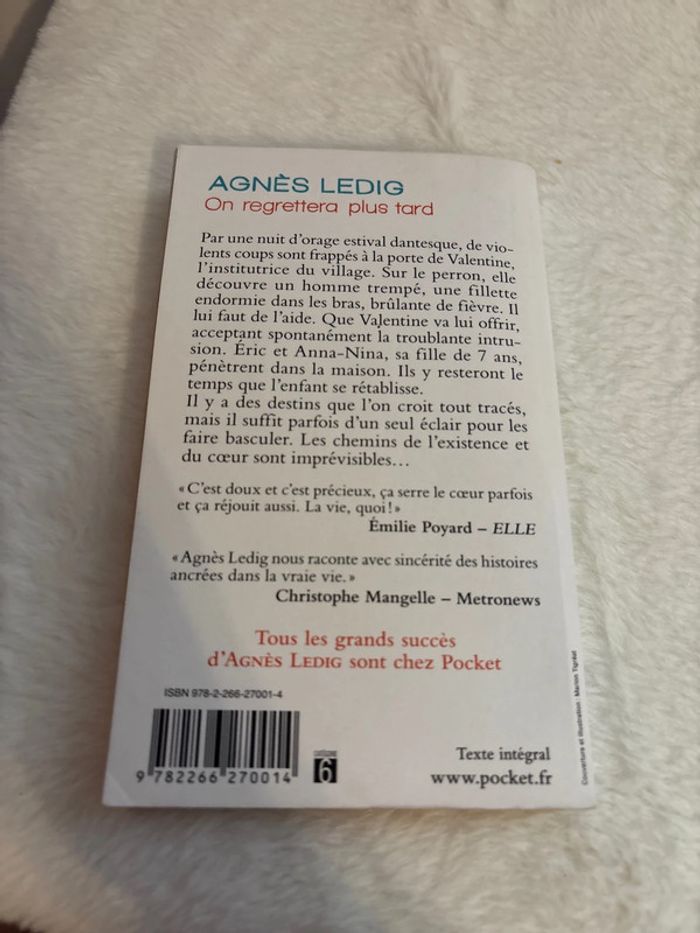 AGNÈS LEDIG
On regrettera plus tard
Par une nuit d'orage estival dantesque, de vio-
lents coups sont frappés à la porte de Valentine,
l'institutrice du village. Sur le perron, elle
découvre un homme trempé, une fillette
endormie dans les bras, brûlante de fièvre. Il
lui faut de l'aide. Que Valentine va lui offrir,
acceptant spontanément la troublante intru-
sion. Éric et Anna-Nina, sa fille de 7 ans,
pénètrent dans la maison. Ils y resteront le
temps que l'enfant se rétablisse.
Il y a des destins que l'on croit tout tracés,
mais il suffit parfois d'un seul éclair pour les
faire basculer. Les chemins de l'existence et
du cœur sont imprévisibles…
« C'est doux et c'est précieux, ça serre le cœur parfois
et ça réjouit aussi. La vie, quoi ! »
Émilie Poyard – ELLE
« Agnès Ledig nous raconte avec sincérité des histoires
ancrées dans la vraie vie. »
Christophe Mangelle – Metronews
Tous les grands succès
d'AGNÈS LEDIG sont chez Pocket
ISBN 978-2-266-27001-4
9 782266 270014
CATÉGORIE
6
Texte intégral
www.pocket.fr
Couverture et illustration : Marion Tigréat